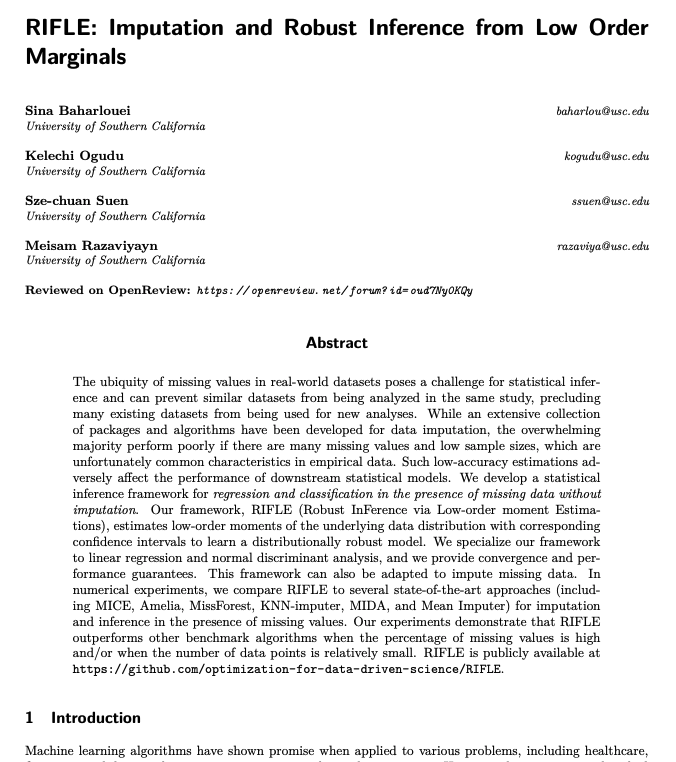 RIFLE: Imputation and Robust Inference from Low Order
Marginals
Sina Baharlouei baharlou@usc.edu
University of Southern California
Kelechi Ogudu kogudu@usc.edu
University of Southern California
Sze-chuan Suen ssuen@usc.edu
University of Southern California
Meisam Razaviyayn razaviya@usc.edu
University of Southern California
Reviewed on OpenReview: https://openreview.net/forum?id=oud7Ny0KQy
Abstract
The ubiquity of missing values in real-world datasets poses a challenge for statistical infer-
ence and can prevent similar datasets from being analyzed in the same study, precluding
many existing datasets from being used for new analyses. While an extensive collection
of packages and algorithms have been developed for data imputation, the overwhelming
majority perform poorly if there are many missing values and low sample sizes, which are
unfortunately common characteristics in empirical data. Such low-accuracy estimations ad-
versely affect the performance of downstream statistical models. We develop a statistical
inference framework for regression and classification in the presence of missing data without
imputation. Our framework, RIFLE (Robust InFerence via Low-order moment Estima-
tions), estimates low-order moments of the underlying data distribution with corresponding
confidence intervals to learn a distributionally robust model. We specialize our framework
to linear regression and normal discriminant analysis, and we provide convergence and per-
formance guarantees. This framework can also be adapted to impute missing data. In
numerical experiments, we compare RIFLE to several state-of-the-art approaches (includ-
ing MICE, Amelia, MissForest, KNN-imputer, MIDA, and Mean Imputer) for imputation
and inference in the presence of missing values. Our experiments demonstrate that RIFLE
outperforms other benchmark algorithms when the percentage of missing values is high
and/or when the number of data points is relatively small. RIFLE is publicly available at
https://github.com/optimization-for-data-driven-science/RIFLE.
1 Introduction
Machine learning algorithms have shown promise when applied to various problems, including healthcare,